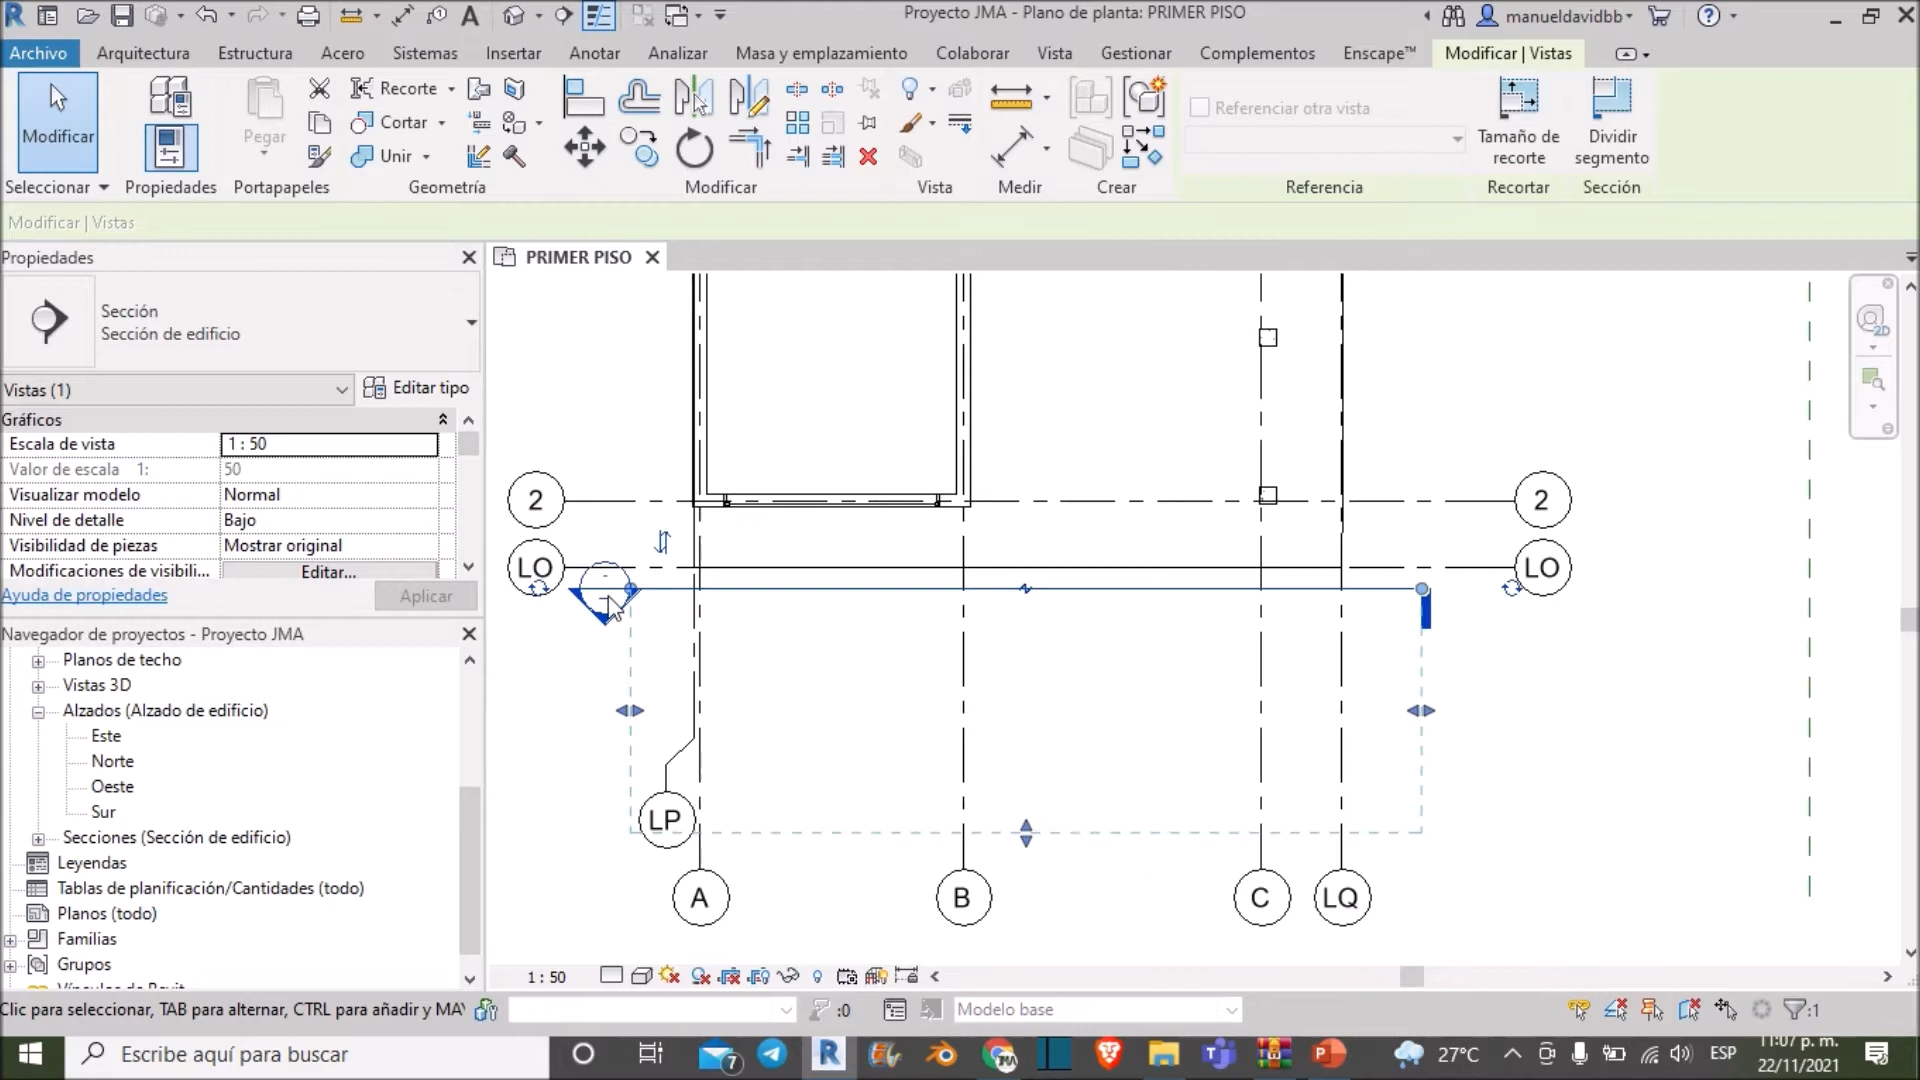 Proyecto JMA - Plano de planta: PRIMER PISO
manueldavidbb
Archivo Arquitectura Estructura Acero Sistemas Insertar Anotar Analizar Masa y emplazamiento Colaborar Vista Gestionar Complementos Enscape™ Modificar | Vistas
Modificar
Pegar
Recorte
Cortar
Unir
Referenciar otra vista
Tamaño de
recorte
Dividir
segmento
Seleccionar Propiedades Portapapeles Geometría Modificar Vista Medir Crear Referencia Recortar Sección
Modificar | Vistas
Propiedades
PRIMER PISO
Sección
Sección de edificio
Vistas (1)
Editar tipo
Gráficos
Escala de vista 1 : 50
Valor de escala 1: 50
Visualizar modelo Normal
Nivel de detalle Bajo
Visibilidad de piezas Mostrar original
Modificaciones de visibili... Editar...
Ayuda de propiedades Aplicar
Navegador de proyectos - Proyecto JMA
Planos de techo
Vistas 3D
Alzados (Alzado de edificio)
Este
Norte
Oeste
Sur
Secciones (Sección de edificio)
Leyendas
Tablas de planificación/Cantidades (todo)
Planos (todo)
Familias
Grupos
2D
2 2
LO LO
LP
A B C LQ
1 : 50
Clic para seleccionar, TAB para alternar, CTRL para añadir y MA
:0
Modelo base
:1
Escribe aquí para buscar
7
27°C
ESP
11:07 p. m.
22/11/2021